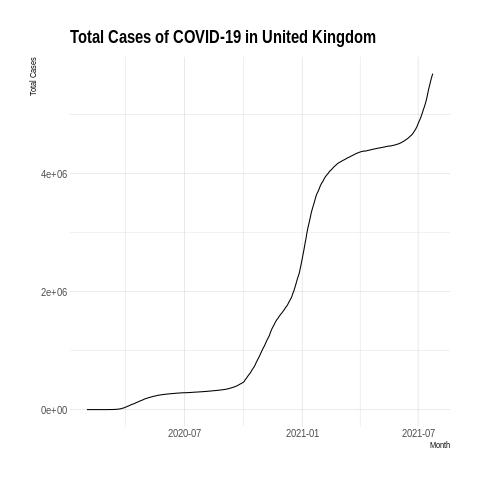 Total Cases of COVID-19 in United Kingdom
Total Cases
4e+06
2e+06
0e+00
2020-07
2021-01
2021-07
Month